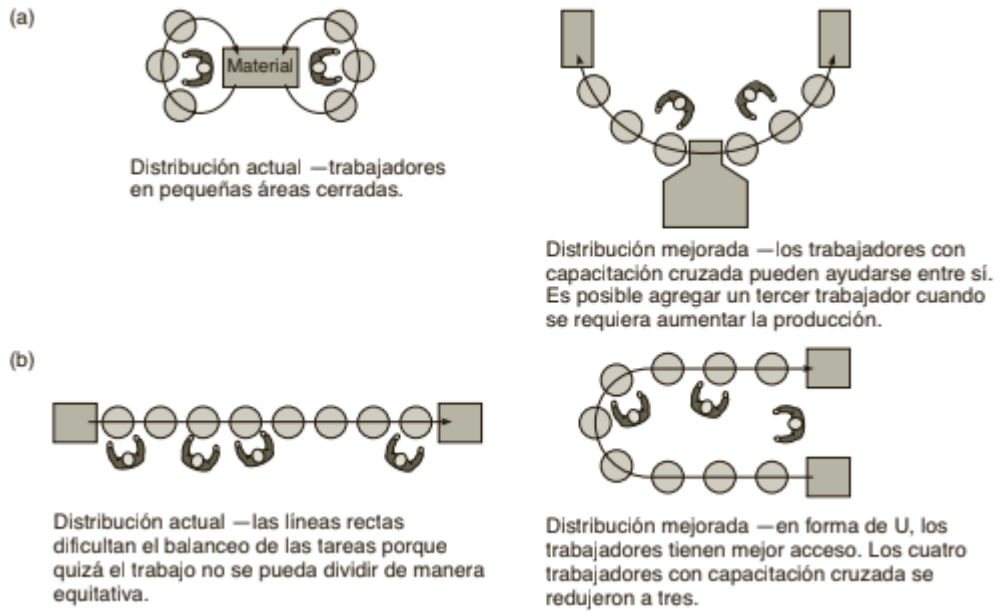 (a)
Material
Distribución actual —trabajadores
en pequeñas áreas cerradas.
Distribución mejorada —los trabajadores con
capacitación cruzada pueden ayudarse entre sí.
Es posible agregar un tercer trabajador cuando
se requiera aumentar la producción.
(b)
Distribución actual —las líneas rectas
dificultan el balanceo de las tareas porque
quizá el trabajo no se pueda dividir de manera
equitativa.
Distribución mejorada —en forma de U, los
trabajadores tienen mejor acceso. Los cuatro
trabajadores con capacitación cruzada se
redujeron a tres.